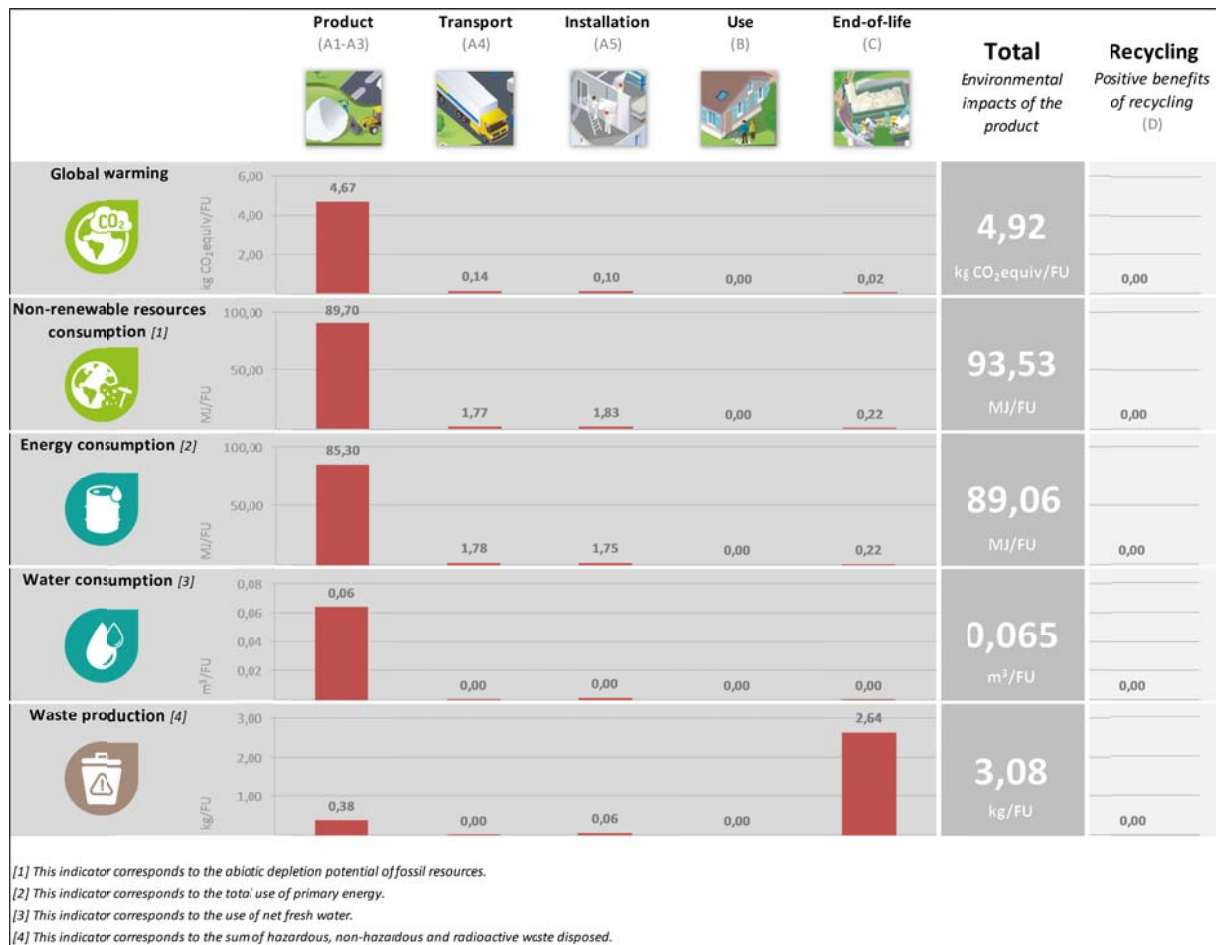 Product
(A1-A3)
Transport
(A4)
Installation
(A5)
Use
(B)
End-of-life
(C)
Total
Environmental
impacts of the
product
Recycling
Positive benefits
of recycling
(D)
Global warming
CO₂
kg CO₂equiv/FU
6,00
4,00
2,00
4,67
0,14
0,10
0,00
0,02
4,92
kg CO₂equiv/FU
0,00
Non-renewable resources
consumption [1]
MJ/FU
100,00
50,00
89,70
1,77
1,83
0,00
0,22
93,53
MJ/FU
0,00
Energy consumption [2]
MJ/FU
100,00
50,00
85,30
1,78
1,75
0,00
0,22
89,06
MJ/FU
0,00
Water consumption [3]
m³/FU
0,08
0,06
0,04
0,02
0,06
0,00
0,00
0,00
0,00
0,065
m³/FU
0,00
Waste production [4]
kg/FU
3,00
2,00
1,00
0,38
0,00
0,06
0,00
2,64
3,08
kg/FU
0,00
[1] This indicator corresponds to the abiotic depletion potential of fossil resources.
[2] This indicator corresponds to the total use of primary energy.
[3] This indicator corresponds to the use of net fresh water.
[4] This indicator corresponds to the sum of hazardous, non-hazardous and radioactive waste disposed.